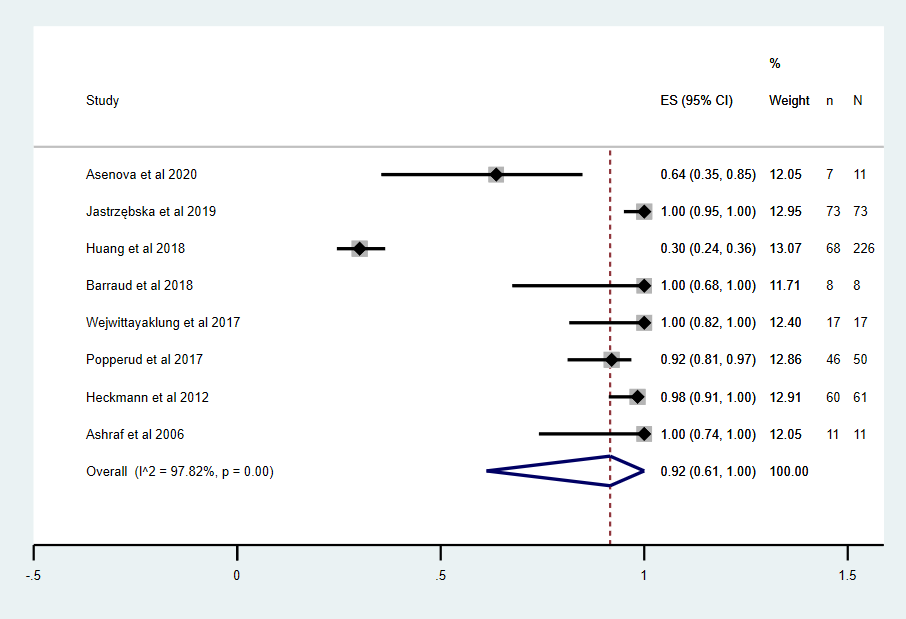 %
Study ES (95% CI) Weight n N
Asenova et al 2020 0.64 (0.35, 0.85) 12.05 7 11
Jastrzębska et al 2019 1.00 (0.95, 1.00) 12.95 73 73
Huang et al 2018 0.30 (0.24, 0.36) 13.07 68 226
Barraud et al 2018 1.00 (0.68, 1.00) 11.71 8 8
Wejwittayaklung et al 2017 1.00 (0.82, 1.00) 12.40 17 17
Popperud et al 2017 0.92 (0.81, 0.97) 12.86 46 50
Heckmann et al 2012 0.98 (0.91, 1.00) 12.91 60 61
Ashraf et al 2006 1.00 (0.74, 1.00) 12.05 11 11
Overall (I^2 = 97.82%, p = 0.00) 0.92 (0.61, 1.00) 100.00
-.5 0 .5 1 1.5